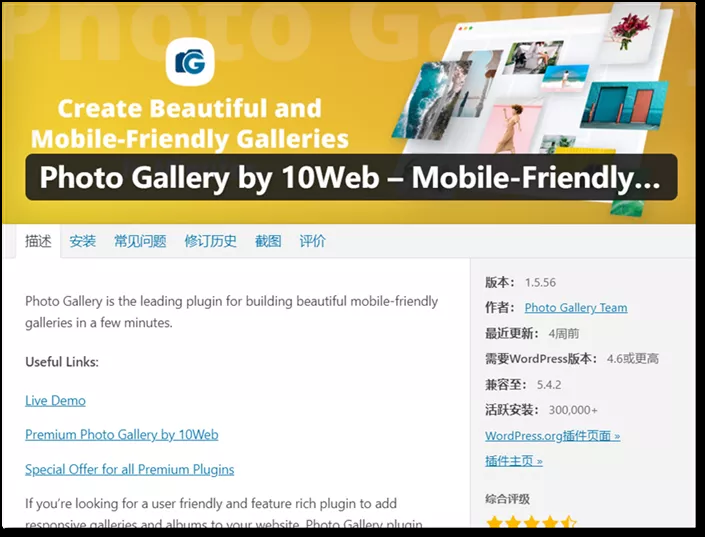 Photo Gallery
Create Beautiful and
Mobile-Friendly Galleries
Photo Gallery by 10Web – Mobile-Friendly...
描述 安装 常见问题 修订历史 截图 评价
Photo Gallery is the leading plugin for building beautiful mobile-friendly
galleries in a few minutes.
Useful Links:
Live Demo
Premium Photo Gallery by 10Web
Special Offer for all Premium Plugins
If you’re looking for a user friendly and feature rich plugin to add
responsive galleries and albums to your website, Photo Gallery plugin
版本： 1.5.56
作者： Photo Gallery Team
最近更新： 4周前
需要WordPress版本： 4.6或更高
兼容至： 5.4.2
活跃安装： 300,000+
WordPress.org插件页面 »
插件主页 »
综合评级